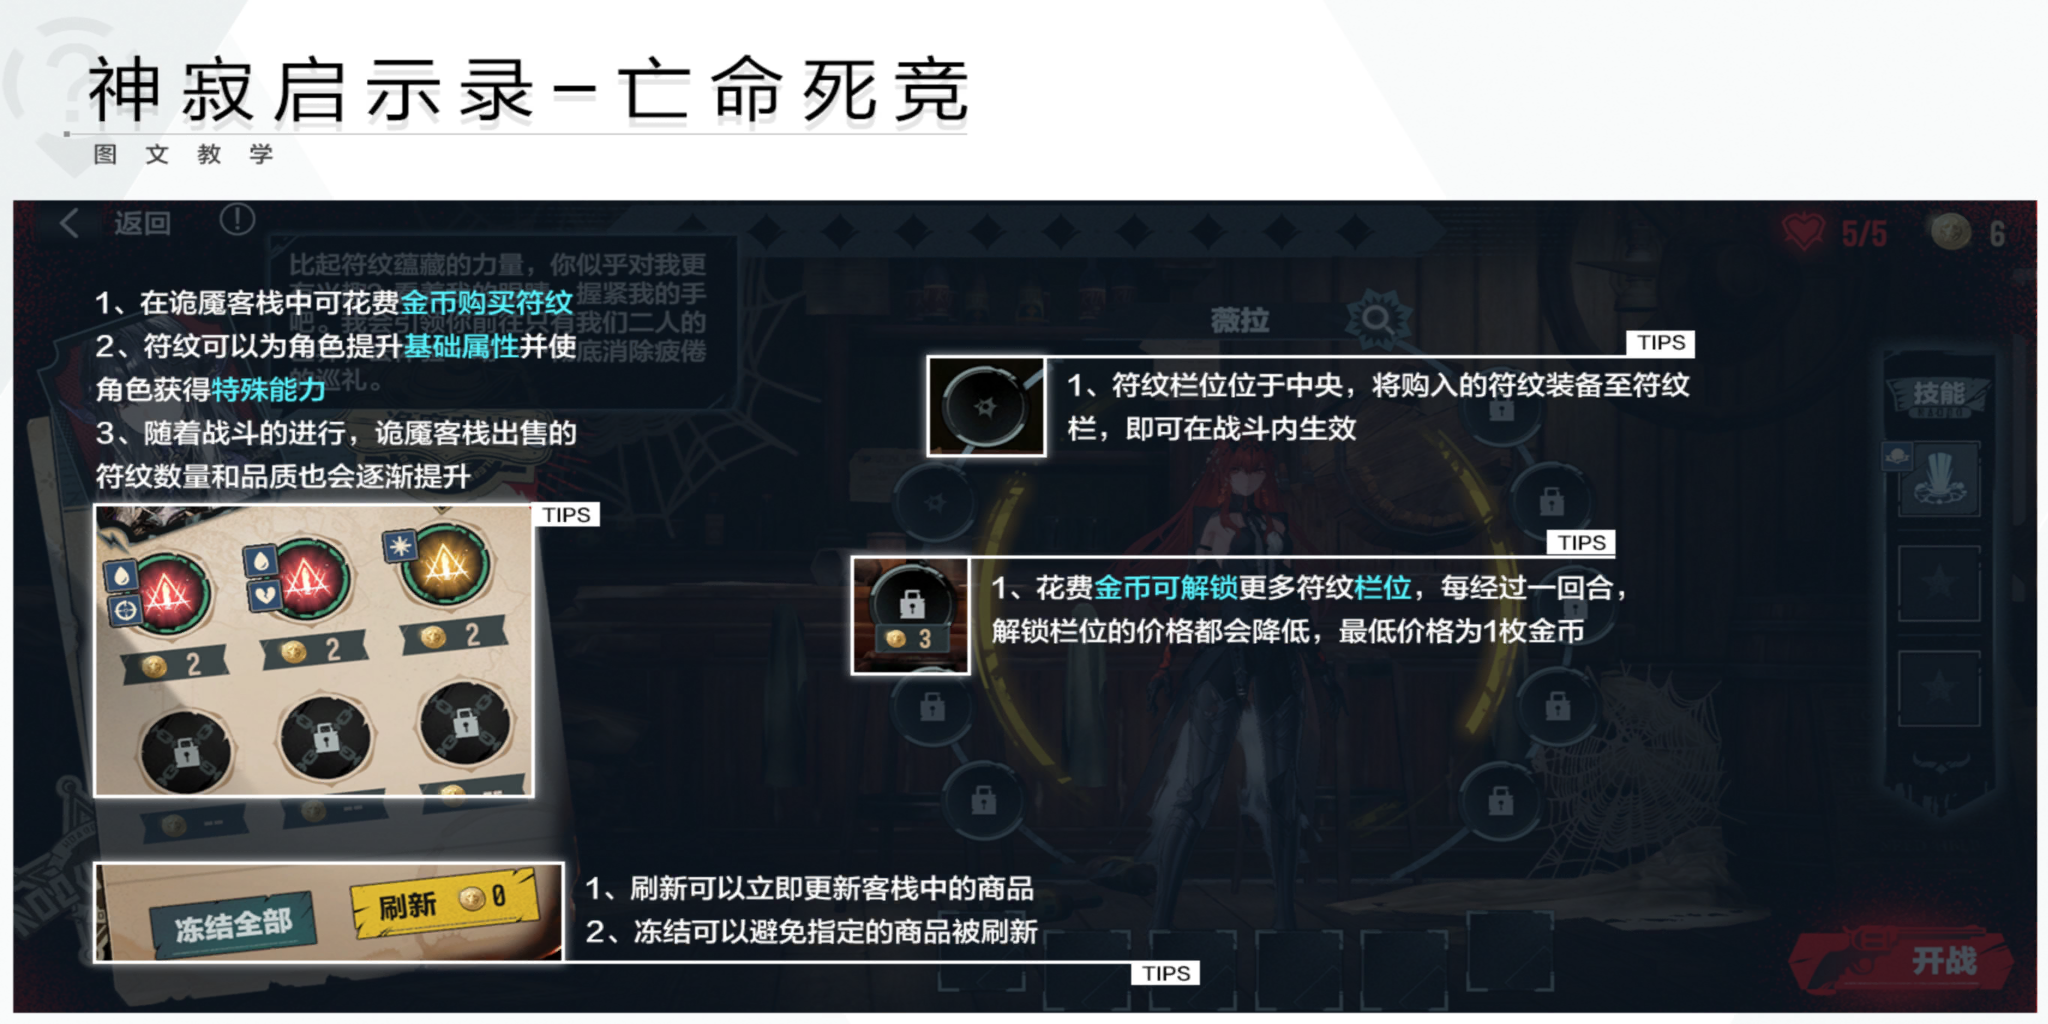 神寂启示录-亡命死竞
图文教学
返回
5/5
6
比起符纹蕴藏的力量，你似乎对我更
握紧我的手
吧。我会引领你前往只有我们二人的
底消除疲倦
的巡礼。
1、在诡魇客栈中可花费金币购买符纹
2、符纹可以为角色提升基础属性并使
角色获得特殊能力
3、随着战斗的进行，诡魇客栈出售的
符纹数量和品质也会逐渐提升
TIPS
2
2
2
--
--
--
冻结全部
刷新 0
1、刷新可以立即更新客栈中的商品
2、冻结可以避免指定的商品被刷新
TIPS
薇拉
TIPS
1、符纹栏位位于中央，将购入的符纹装备至符纹
栏，即可在战斗内生效
TIPS
3
1、花费金币可解锁更多符纹栏位，每经过一回合，
解锁栏位的价格都会降低，最低价格为1枚金币
技能
开战